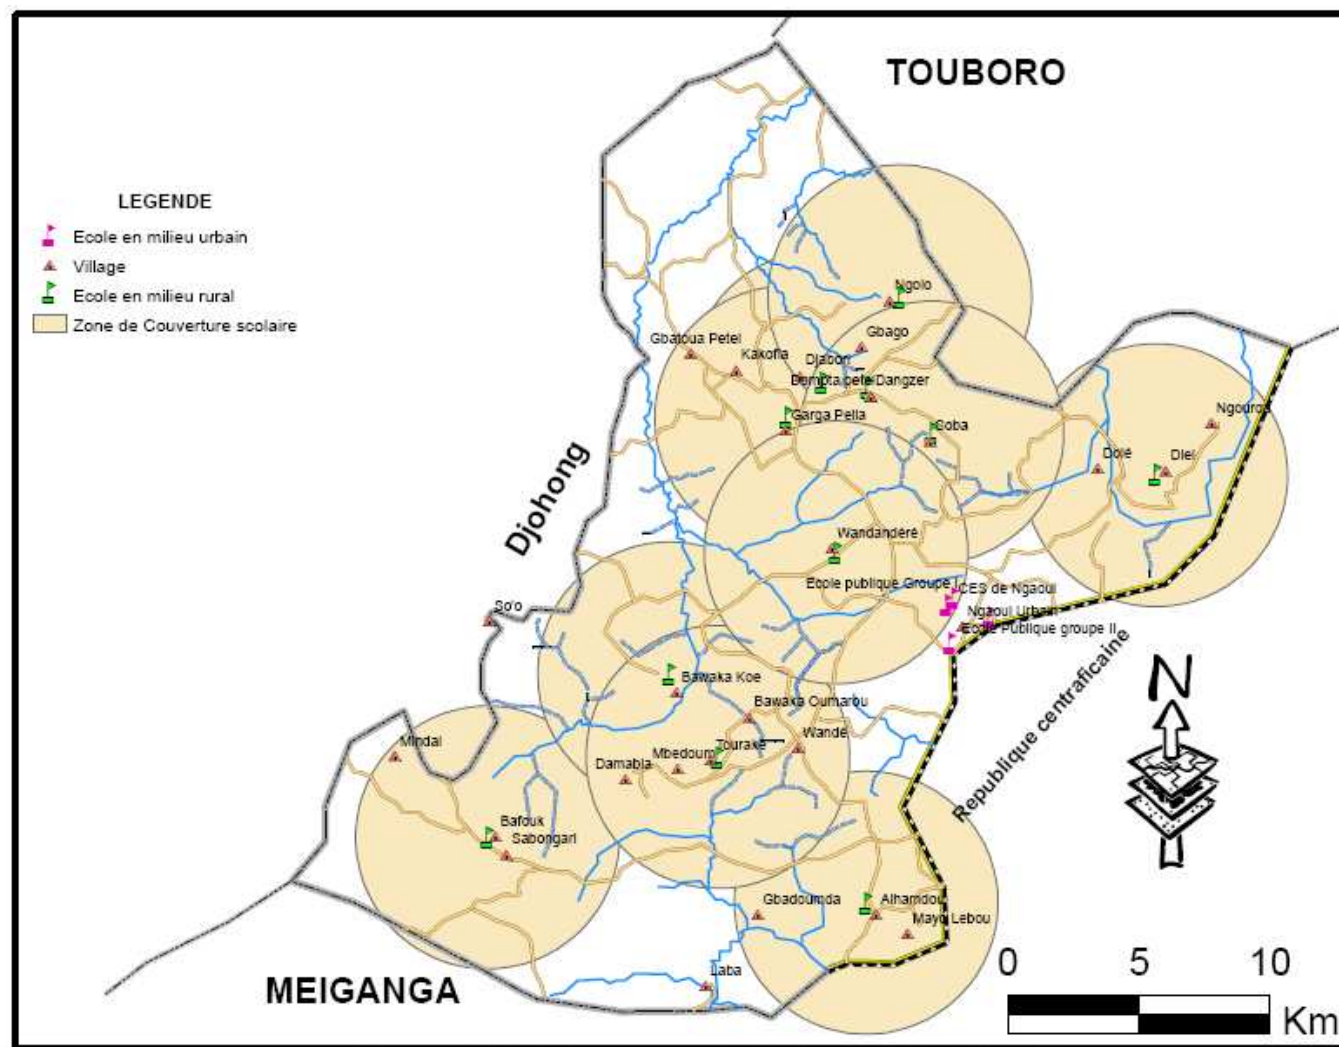 TOUBORO
LEGENDE
Ecole en milieu urbain
Village
Ecole en milieu rural
Zone de Couverture scolaire
Ngolo
Gbago
Gbatoua Petel
Kakofia
Djabon
Dangzer
Garga Pella
Goba
Dolé
Diel
Djohong
Wandandéré
Ecole publique Groupe I
CES de Ngaoui
Ngaoui Urbain
Ecole Publique groupe II
So'o
Republique centraficaine
N
Bawaka Koe
Bawaka Oumarou
Mindal
Touraké
Wandé
Mbedoum
Damabla
Bafouk
Sabongari
Gbadoumda
Alhamdou
Mayo Lebou
Laba
MEIGANGA
0 5 10
Km